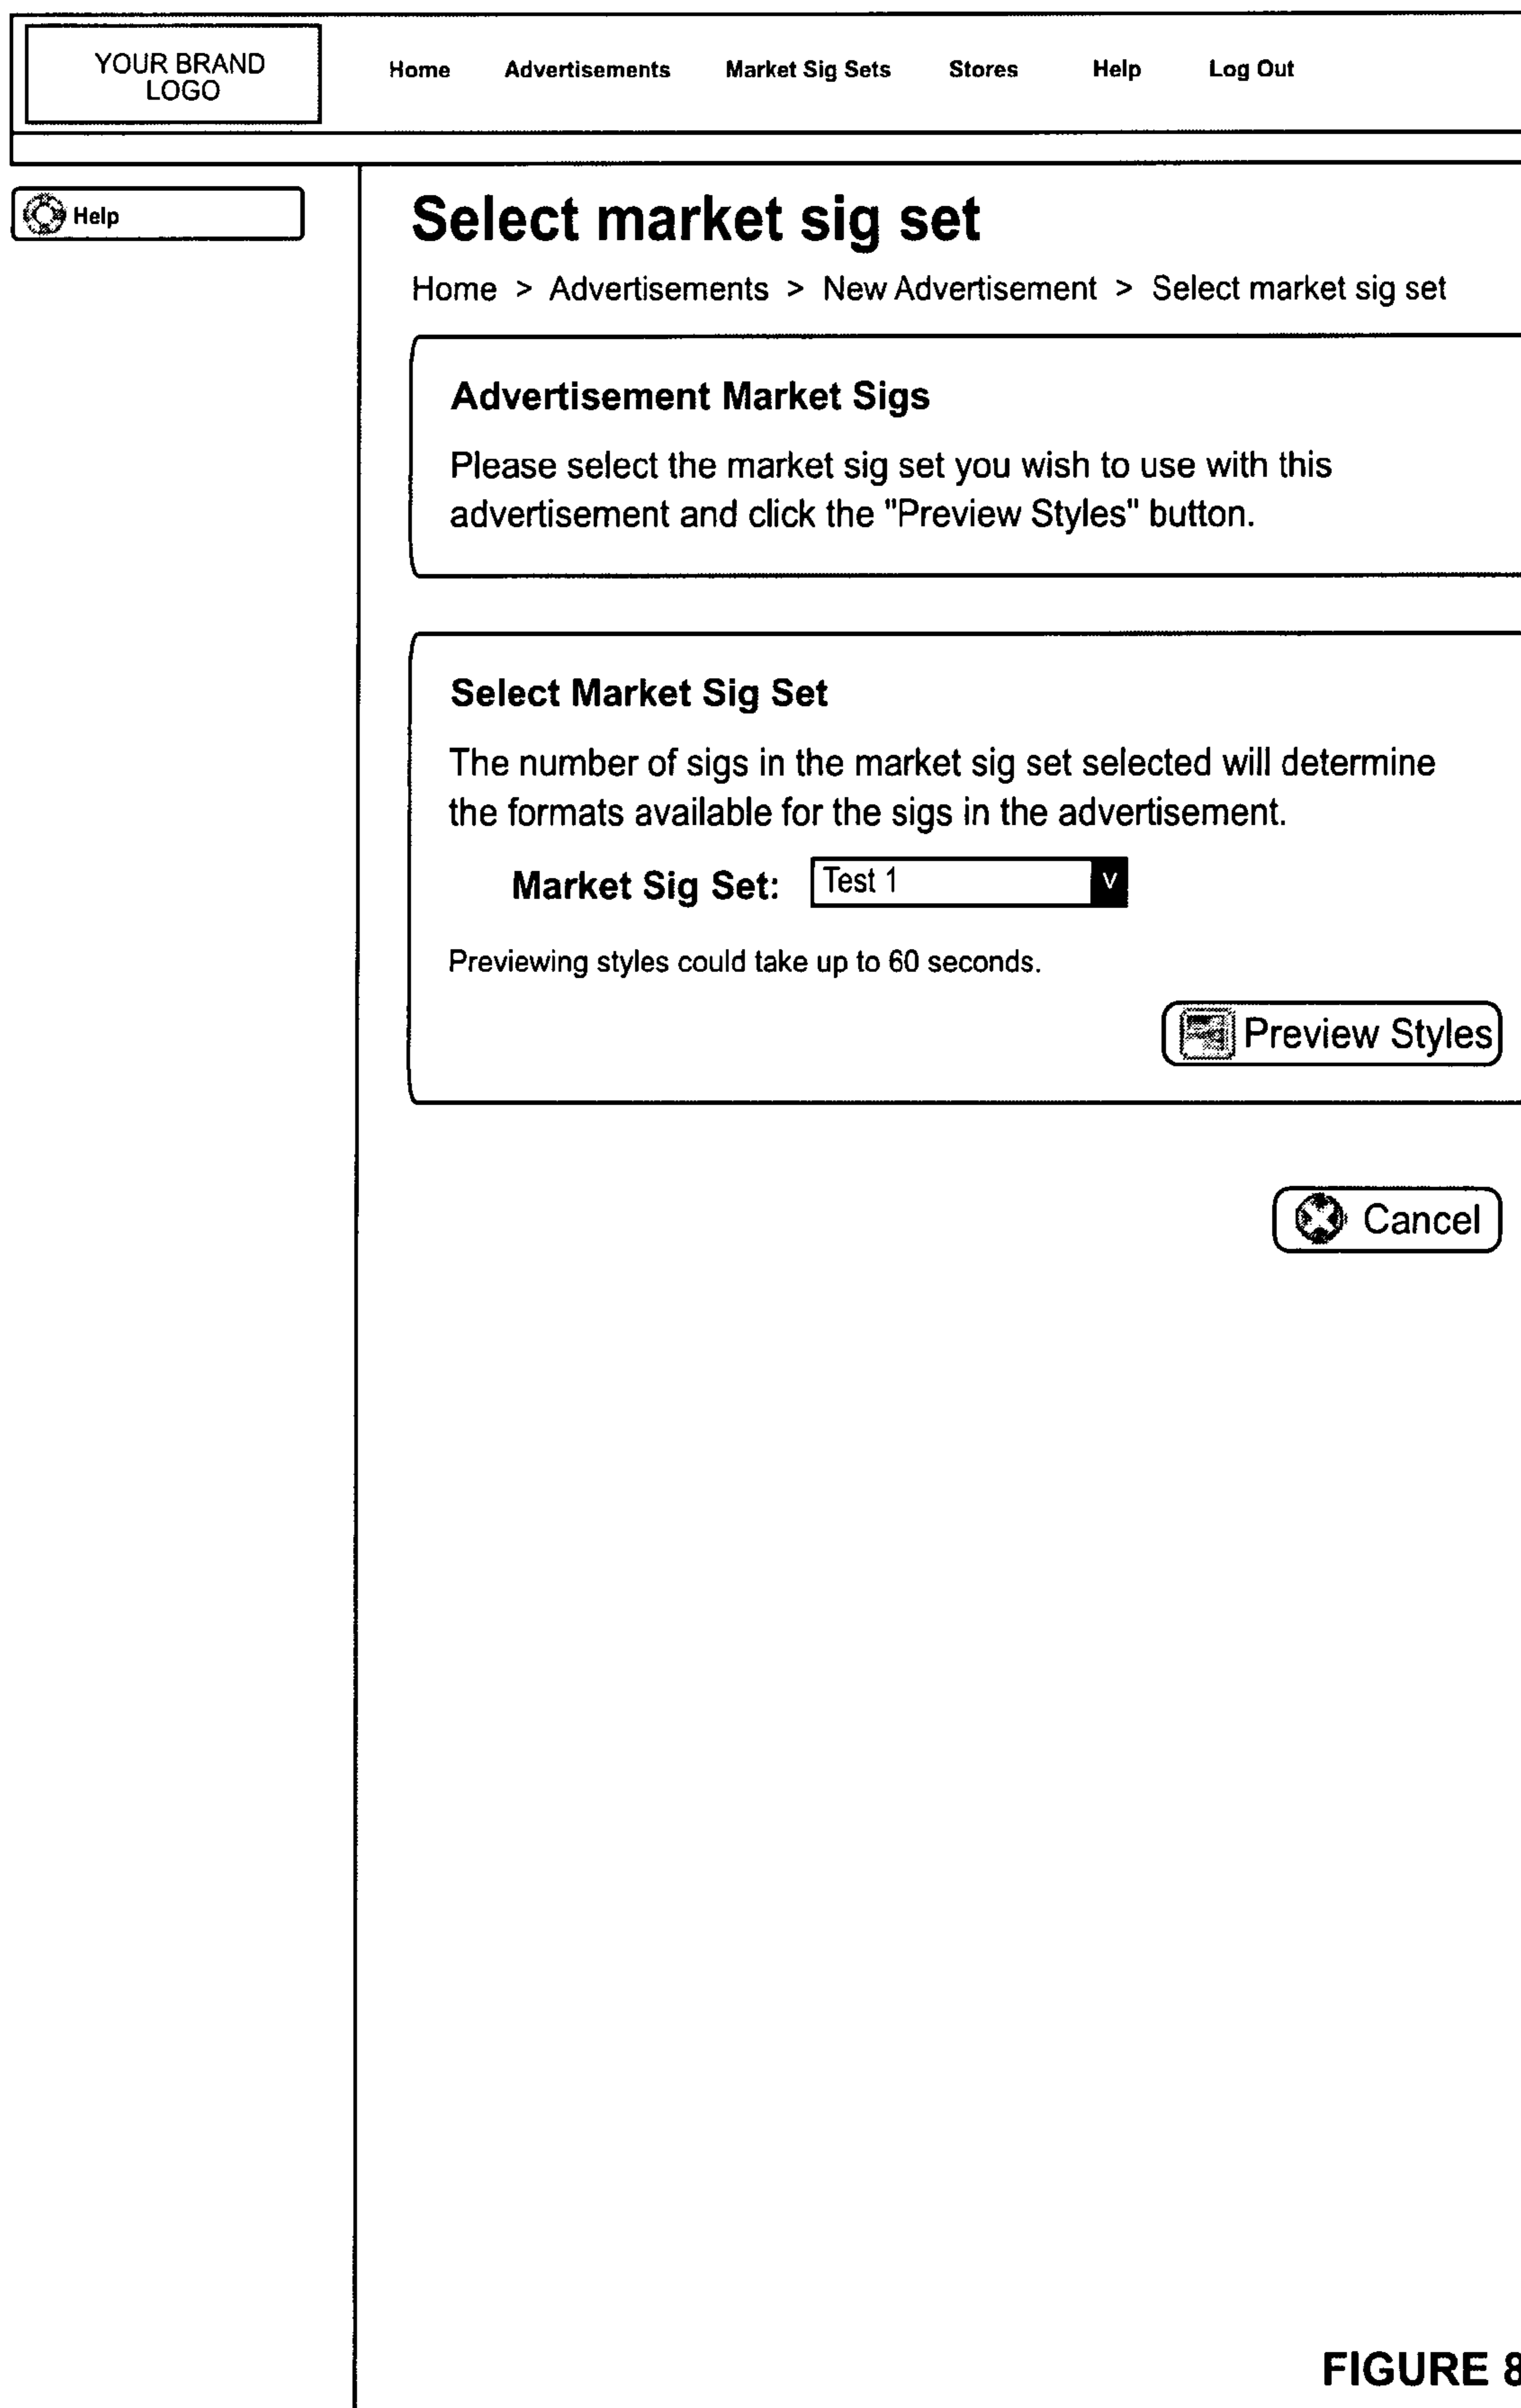 YOUR BRAND
LOGO
Home Advertisements Market Sig Sets Stores Help Log Out
Help
Select market sig set
Home > Advertisements > New Advertisement > Select market sig set
Advertisement Market Sigs
Please select the market sig set you wish to use with this
advertisement and click the "Preview Styles" button.
Select Market Sig Set
The number of sigs in the market sig set selected will determine
the formats available for the sigs in the advertisement.
Market Sig Set: Test 1 V
Previewing styles could take up to 60 seconds.
Preview Styles
Cancel
FIGURE 8